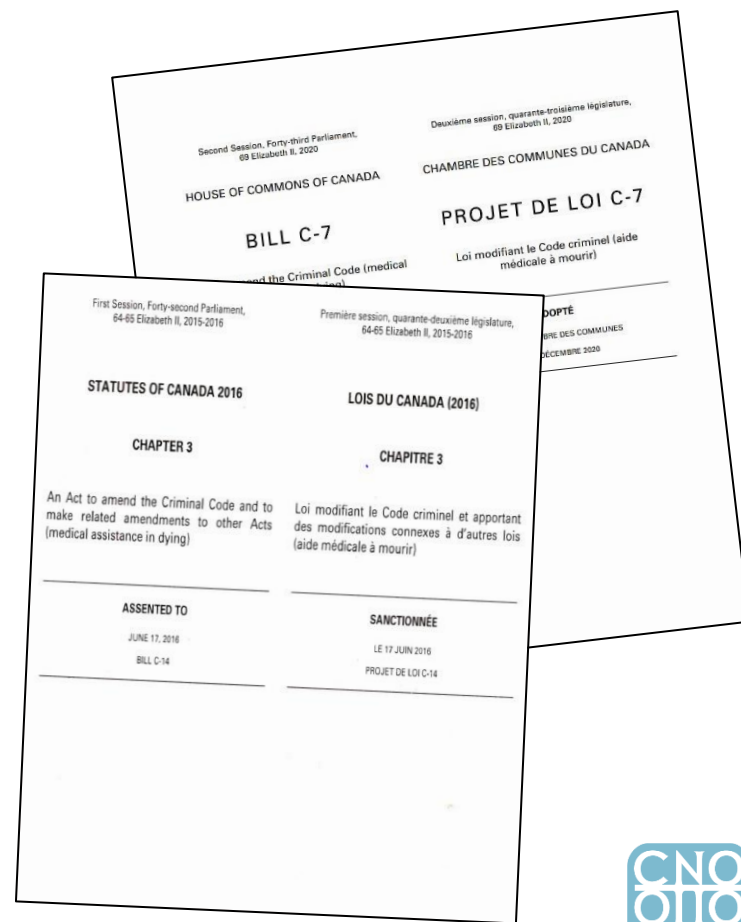 Second Session, Forty-third Parliament,
69 Elizabeth II, 2020
HOUSE OF COMMONS OF CANADA
BILL C-7
the Criminal Code (medical
Deuxième session, quarante-troisième législature,
69 Elizabeth II, 2020
CHAMBRE DES COMMUNES DU CANADA
PROJET DE LOI C-7
Loi modifiant le Code criminel (aide
médicale à mourir)
DOPTÉ
BRE DES COMMUNES
DÉCEMBRE 2020
First Session, Forty-second Parliament,
64-65 Elizabeth II, 2015-2016
STATUTES OF CANADA 2016
CHAPTER 3
An Act to amend the Criminal Code and to
make related amendments to other Acts
(medical assistance in dying)
ASSENTED TO
JUNE 17, 2016
BILL C-14
Première session, quarante-deuxième législature,
64-65 Elizabeth II, 2015-2016
LOIS DU CANADA (2016)
CHAPITRE 3
Loi modifiant le Code criminel et apportant
des modifications connexes à d'autres lois
(aide médicale à mourir)
SANCTIONNÉE
LE 17 JUIN 2016
PROJET DE LOI C-14
CNO
OIIO